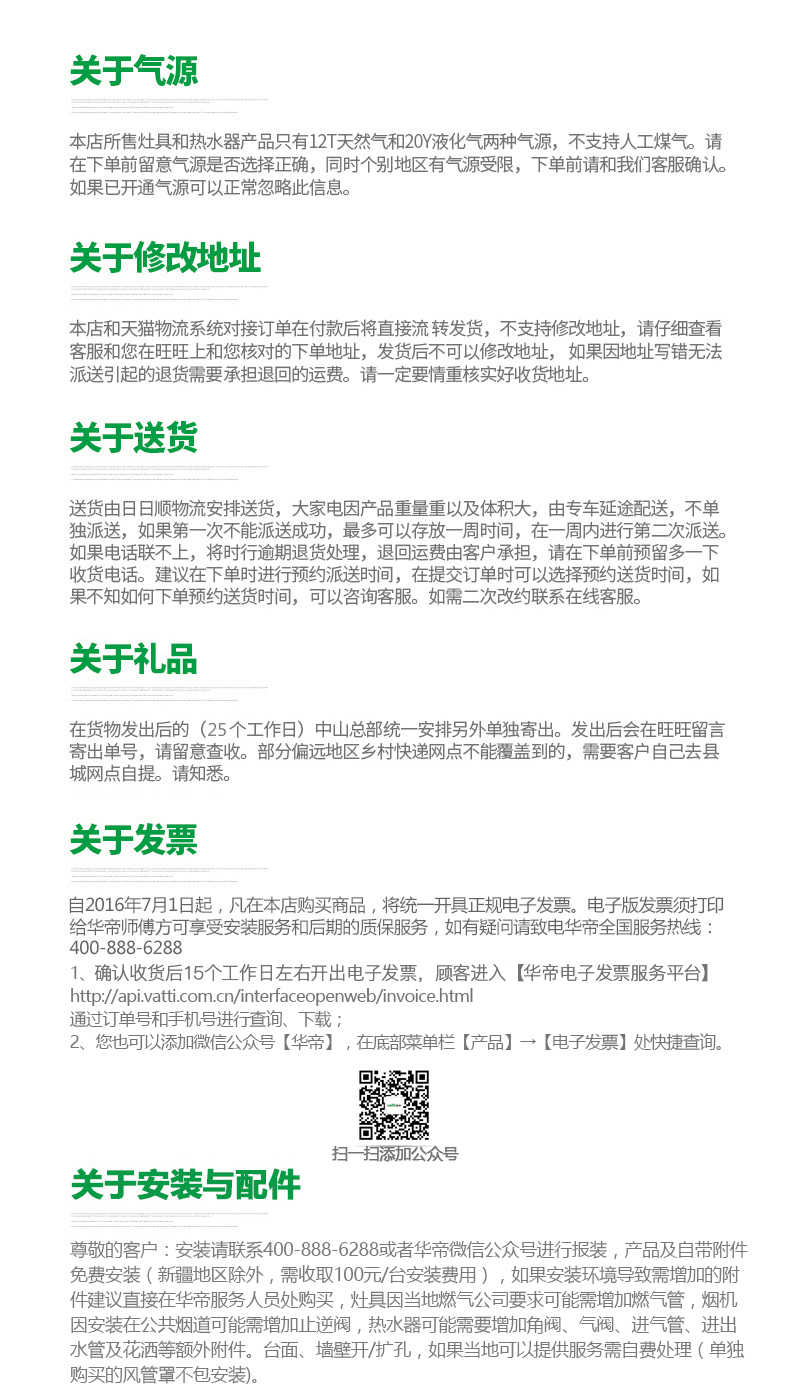 关于气源
本店所售灶具和热水器产品只有12T天然气和20Y液化气两种气源，不支持人工煤气。请
在下单前留意气源是否选择正确，同时个别地区有气源受限，下单前请和我们客服确认。
如果已开通气源可以正常忽略此信息。
关于修改地址
本店和天猫物流系统对接订单在付款后将直接流 转发货，不支持修改地址，请仔细查看
客服和您在旺旺上和您核对的下单地址，发货后不可以修改地址， 如果因地址写错无法
派送引起的退货需要承担退回的运费。请一定要情重核实好收货地址。
关于送货
送货由日日顺物流安排送货，大家电因产品重量重以及体积大，由专车延途配送，不单
独派送，如果第一次不能派送成功，最多可以存放一周时间，在一周内进行第二次派送。
如果电话联不上，将时行逾期退货处理，退回运费由客户承担，请在下单前预留多一下
收货电话。建议在下单时进行预约派送时间，在提交订单时可以选择预约送货时间，如
果不知如何下单预约送货时间，可以咨询客服。如需二次改约联系在线客服。
关于礼品
在货物发出后的（25个工作日）中山总部统一安排另外单独寄出。发出后会在旺旺留言
寄出单号，请留意查收。部分偏远地区乡村快递网点不能覆盖到的，需要客户自己去县
城网点自提。请知悉。
关于发票
自2016年7月1日起，凡在本店购买商品，将统一开具正规电子发票。电子版发票须打印
给华帝师傅方可享受安装服务和后期的质保服务，如有疑问请致电华帝全国服务热线：
400-888-6288
1、确认收货后15个工作日左右开出电子发票，顾客进入【华帝电子发票服务平台】
http://api.vatti.com.cn/interfaceopenweb/invoice.html
通过订单号和手机号进行查询、下载；
2、您也可以添加微信公众号【华帝】，在底部菜单栏【产品】→【电子发票】处快捷查询。
扫一扫添加公众号
关于安装与配件
尊敬的客户：安装请联系400-888-6288或者华帝微信公众号进行报装，产品及自带附件
免费安装（新疆地区除外，需收取100元/台安装费用），如果安装环境导致需增加的附
件建议直接在华帝服务人员处购买，灶具因当地燃气公司要求可能需增加燃气管，烟机
因安装在公共烟道可能需增加止逆阀，热水器可能需要增加角阀、气阀、进气管、进出
水管及花洒等额外附件。台面、墙壁开/扩孔，如果当地可以提供服务需自费处理（单独
购买的风管罩不包安装)。